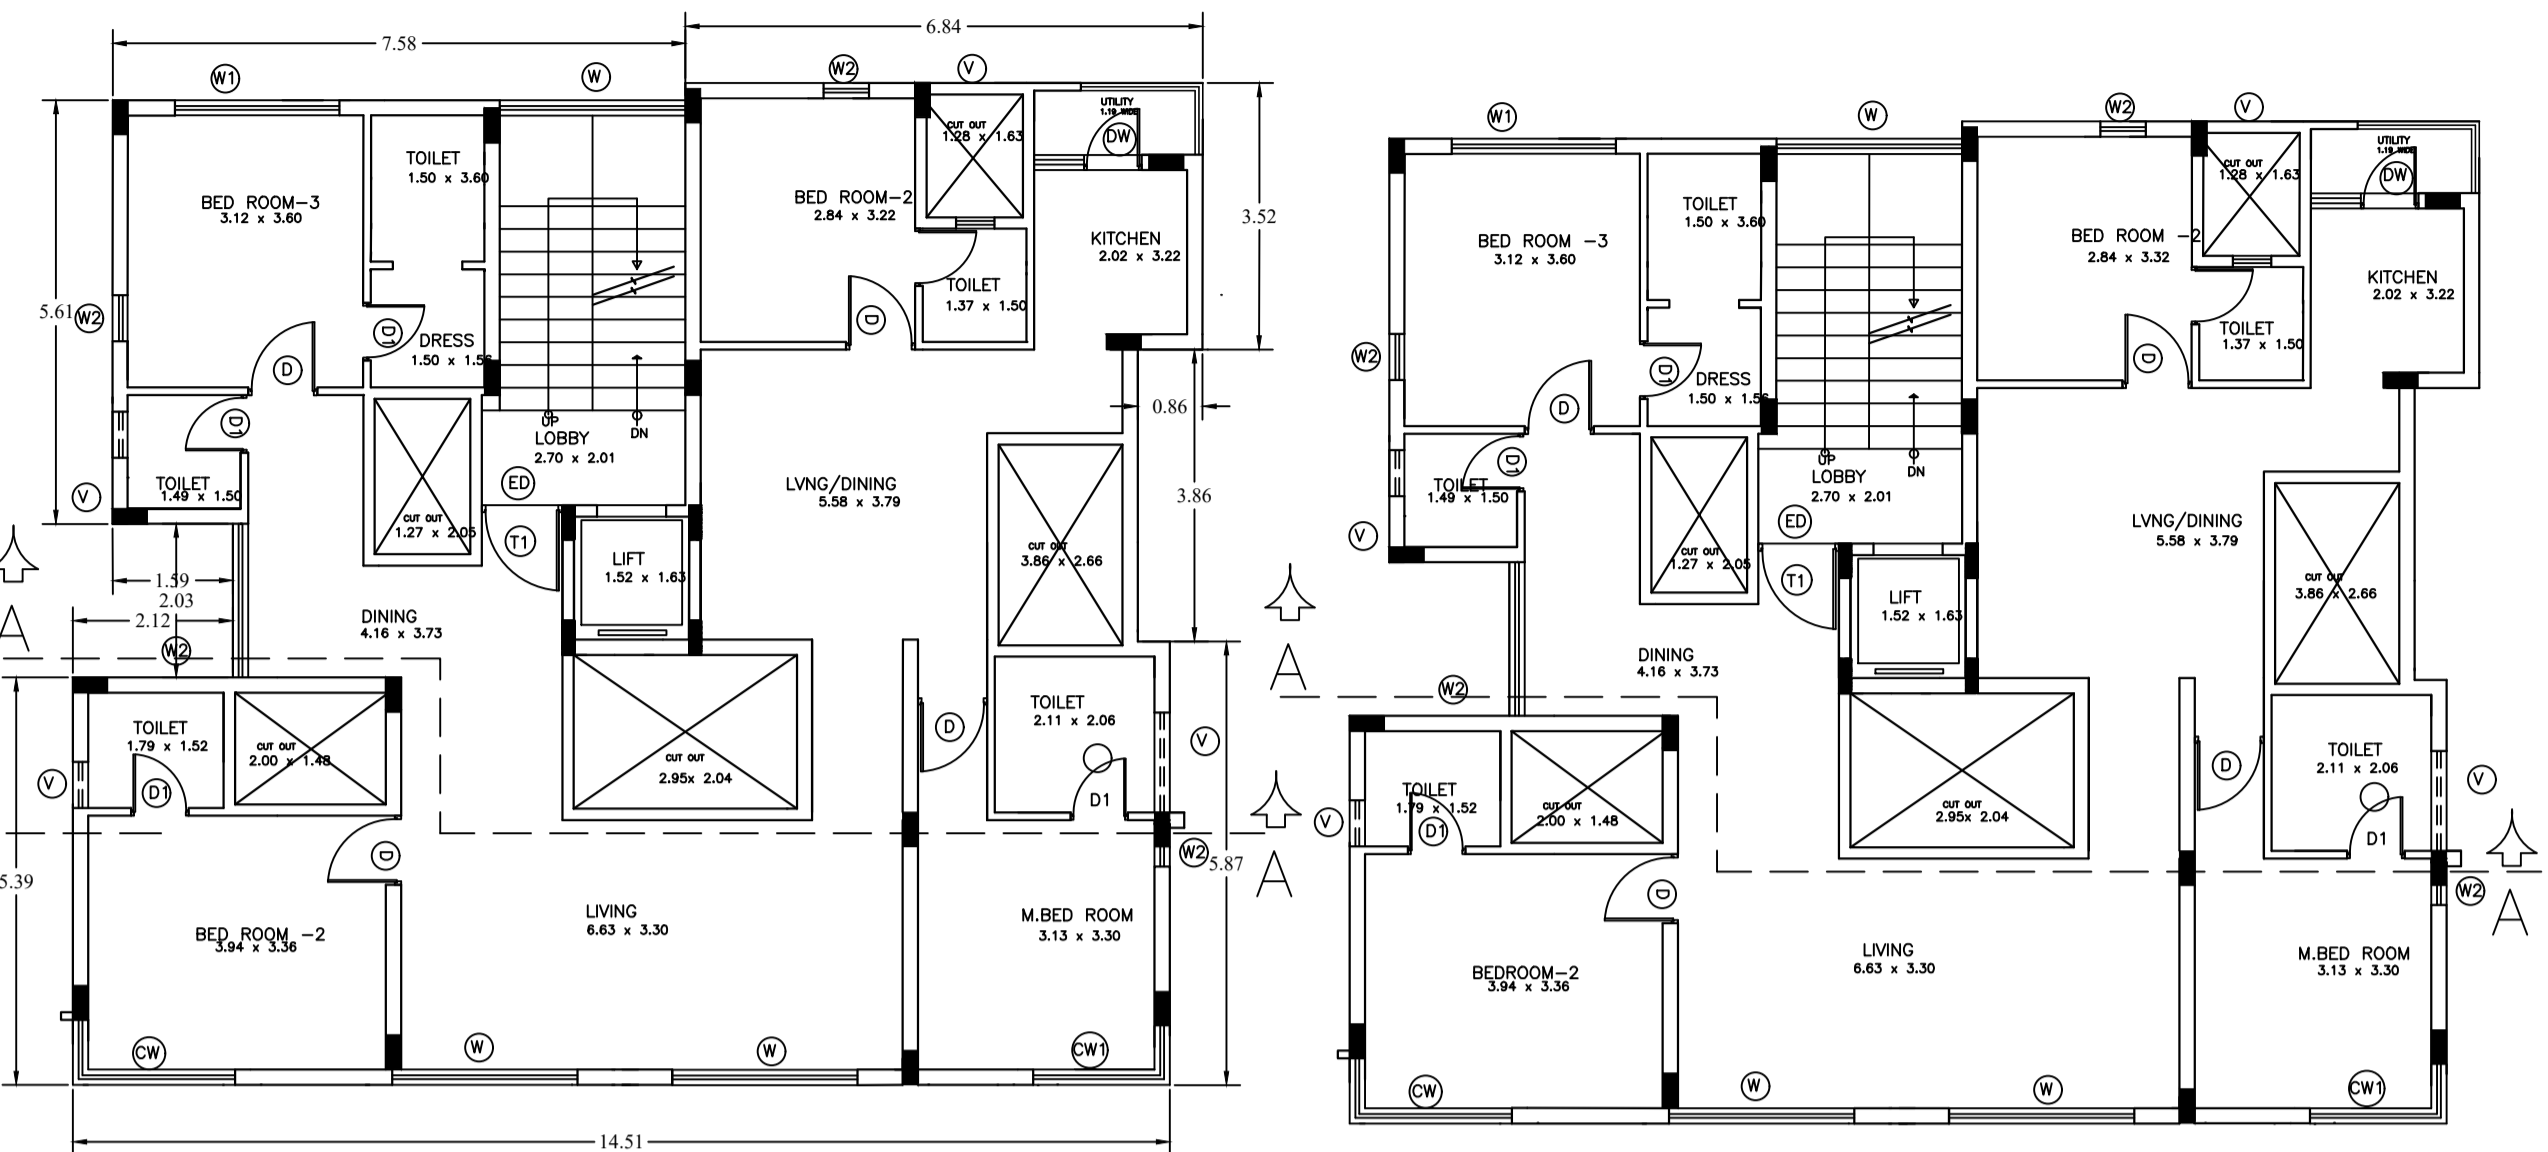 6.84
7.58
W1
W
W2
V
UTILITY
1.19 WIDE
DW
CUT OUT
1.28 x 1.63
TOILET
1.50 x 3.60
BED ROOM-3
3.12 x 3.60
BED ROOM-2
2.84 x 3.22
3.52
KITCHEN
2.02 x 3.22
TOILET
1.37 x 1.50
5.61
W2
D1
D
DRESS
1.50 x 1.56
D
0.86
D1
UP
DN
LOBBY
2.70 x 2.01
ED
TOILET
1.49 x 1.50
V
LVNG/DINING
5.58 x 3.79
3.86
CUT OUT
1.27 x 2.05
T1
LIFT
1.52 x 1.63
CUT OUT
3.86 x 2.66
1.59
2.03
2.12
A
DINING
4.16 x 3.73
W2
TOILET
1.79 x 1.52
CUT OUT
2.00 x 1.48
CUT OUT
2.95x 2.04
D
TOILET
2.11 x 2.06
V
V
D1
D1
D
W2
5.87
A
5.39
BED ROOM -2
3.94 x 3.36
LIVING
6.63 x 3.30
M.BED ROOM
3.13 x 3.30
CW
W
W
CW1
14.51
W1
W
W2
V
UTILITY
1.19 WIDE
DW
CUT OUT
1.28 x 1.63
TOILET
1.50 x 3.60
BED ROOM -3
3.12 x 3.60
BED ROOM -2
2.84 x 3.32
KITCHEN
2.02 x 3.22
TOILET
1.37 x 1.50
W2
D1
D
DRESS
1.50 x 1.56
D
D1
UP
DN
LOBBY
2.70 x 2.01
ED
TOILET
1.49 x 1.50
V
LVNG/DINING
5.58 x 3.79
CUT OUT
1.27 x 2.05
T1
LIFT
1.52 x 1.63
CUT OUT
3.86 x 2.66
A
DINING
4.16 x 3.73
W2
TOILET
1.79 x 1.52
CUT OUT
2.00 x 1.48
CUT OUT
2.95x 2.04
D
TOILET
2.11 x 2.06
V
V
D1
D1
D
W2
A
BEDROOM-2
3.94 x 3.36
LIVING
6.63 x 3.30
M.BED ROOM
3.13 x 3.30
CW
W
W
CW1